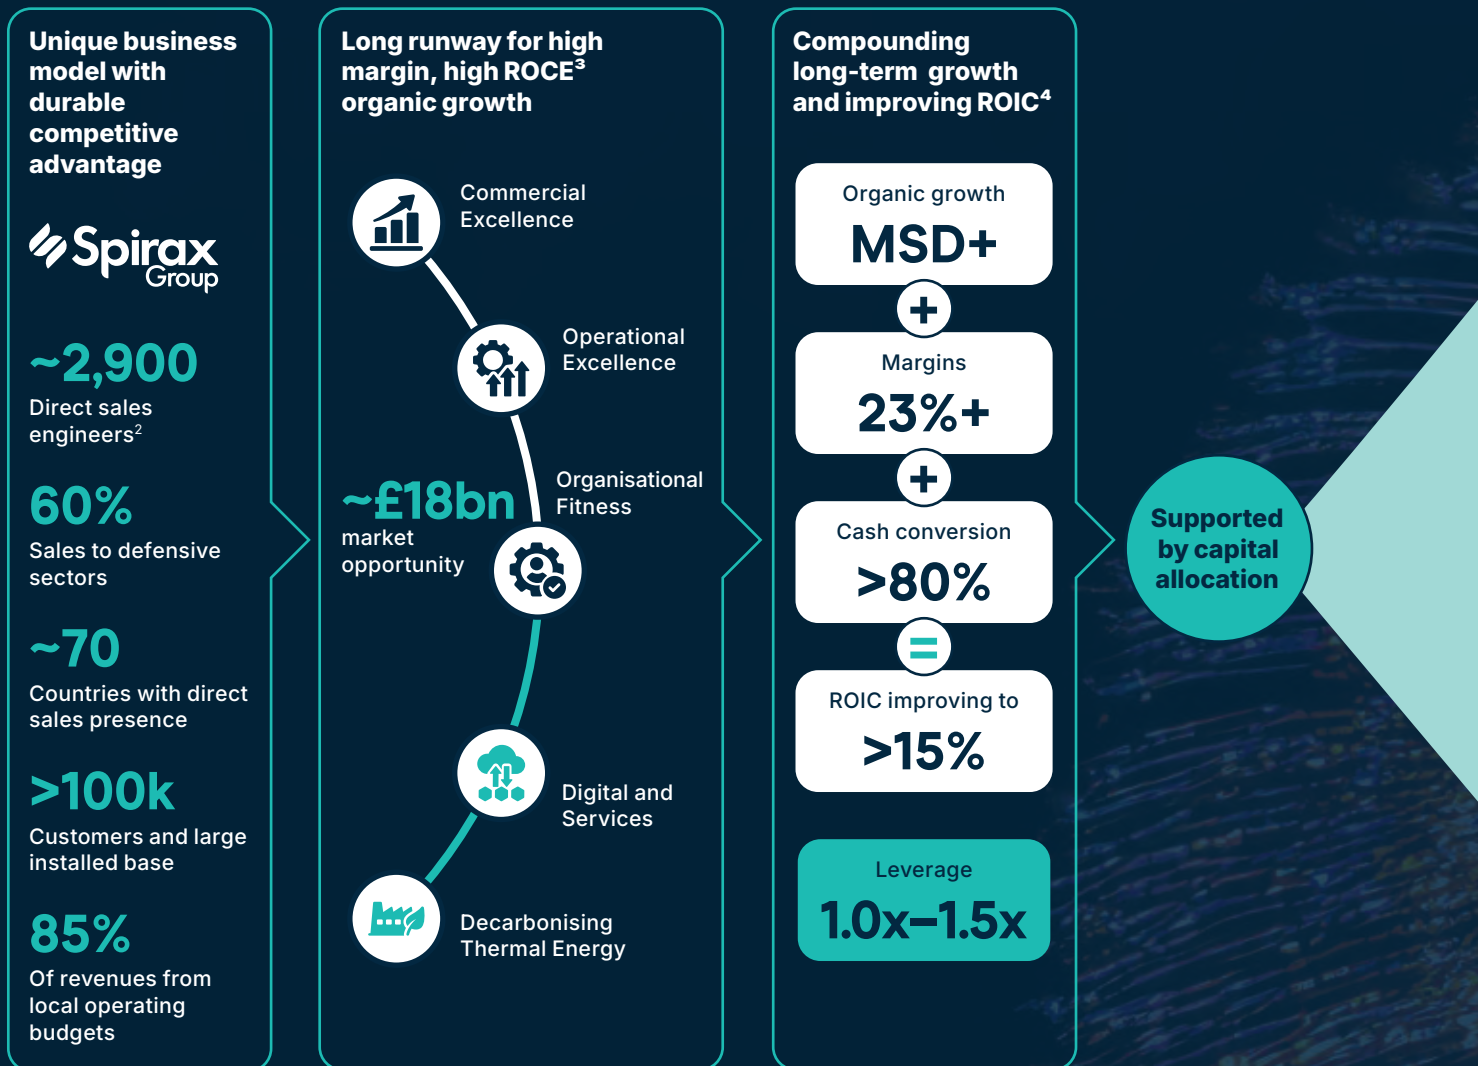 Unique business
model with
durable
competitive
advantage
Spirax
Group
~2,900
Direct sales
engineers²
60%
Sales to defensive
sectors
~70
Countries with direct
sales presence
>100k
Customers and large
installed base
85%
Of revenues from
local operating
budgets
Long runway for high
margin, high ROCE³
organic growth
Commercial
Excellence
Operational
Excellence
Organisational
Fitness
~£18bn
market
opportunity
Digital and
Services
Decarbonising
Thermal Energy
Compounding
long-term growth
and improving ROIC⁴
Organic growth
MSD+
+
Margins
23%+
+
Cash conversion
>80%
=
ROIC improving to
>15%
Leverage
1.0x–1.5x
Supported
by capital
allocation